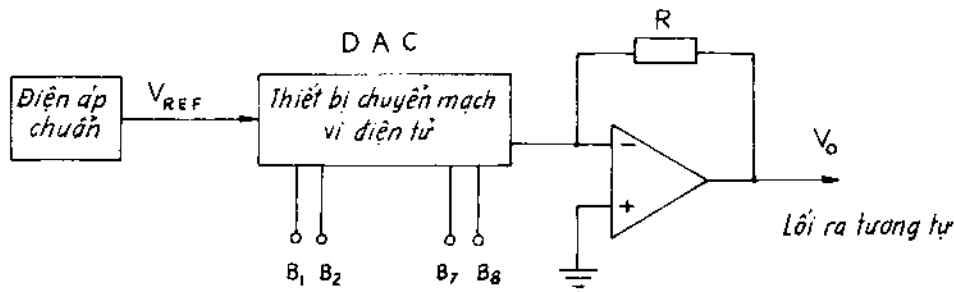 D A C
R
Điện áp
chuẩn
V_REF
Thiết bị chuyển mạch
vi điện tử
−
+
V_o
Lối ra tương tự
B_1 B_2 B_7 B_8